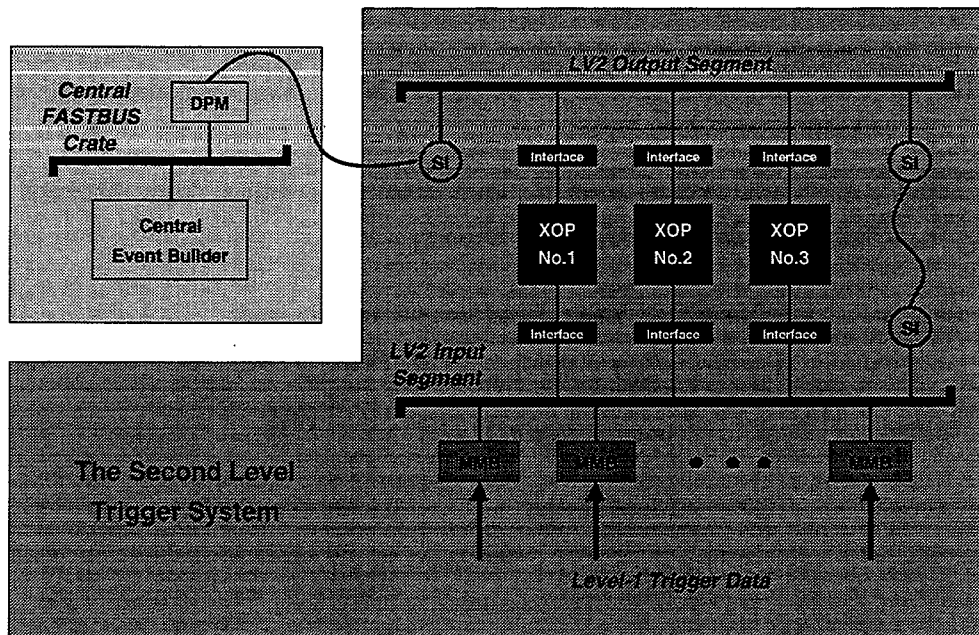 Central
FASTBUS
Crate
DPM
Central
Event Builder
LV2 Output Segment
SI
Interface
Interface
Interface
SI
XOP
No.1
XOP
No.2
XOP
No.3
SI
Interface
Interface
Interface
LV2 Input
Segment
MMB
MMB
MMB
The Second Level
Trigger System
Level-1 Trigger Data